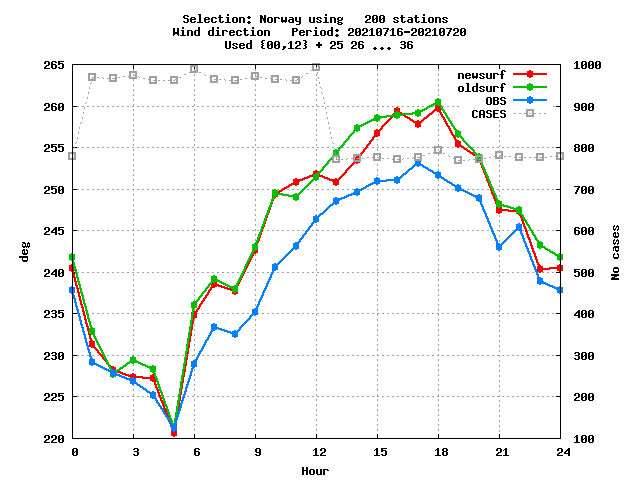 Selection: Norway using   200 stations
Wind direction   Period: 20210716-20210720
Used {00,12} + 25 26 ... 36
newsurf
oldsurf
OBS
CASES
deg
265
260
255
250
245
240
235
230
225
220
1000
900
800
700
600
500
400
300
200
100
No cases
0 3 6 9 12 15 18 21 24
Hour